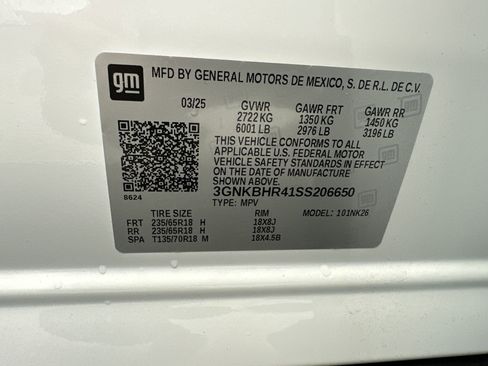 gm
MFD BY GENERAL MOTORS DE MEXICO, S. DE R.L. DE C.V.
03/25 GVWR GAWR FRT GAWR RR
2722 KG 1350 KG 1450 KG
6001 LB 2976 LB 3196 LB
THIS VEHICLE CONFORMS TO ALL
APPLICABLE U.S. FEDERAL MOTOR
VEHICLE SAFETY STANDARDS IN EFFECT
ON THE DATE OF MANUFACTURE
SHOWN ABOVE.
3GNKBHR41SS206650
8624 TYPE: MPV
TIRE SIZE RIM MODEL: 101NK26
FRT 235/65R18 H 18X8J
RR 235/65R18 H 18X8J
SPA T135/70R18 M 18X4.5B